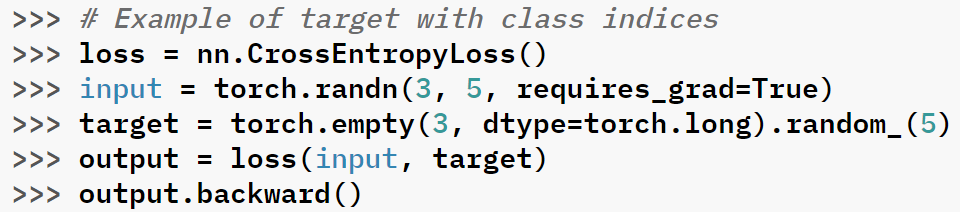 >>> # Example of target with class indices
>>> loss = nn.CrossEntropyLoss()
>>> input = torch.randn(3, 5, requires_grad=True)
>>> target = torch.empty(3, dtype=torch.long).random_(5)
>>> output = loss(input, target)
>>> output.backward()